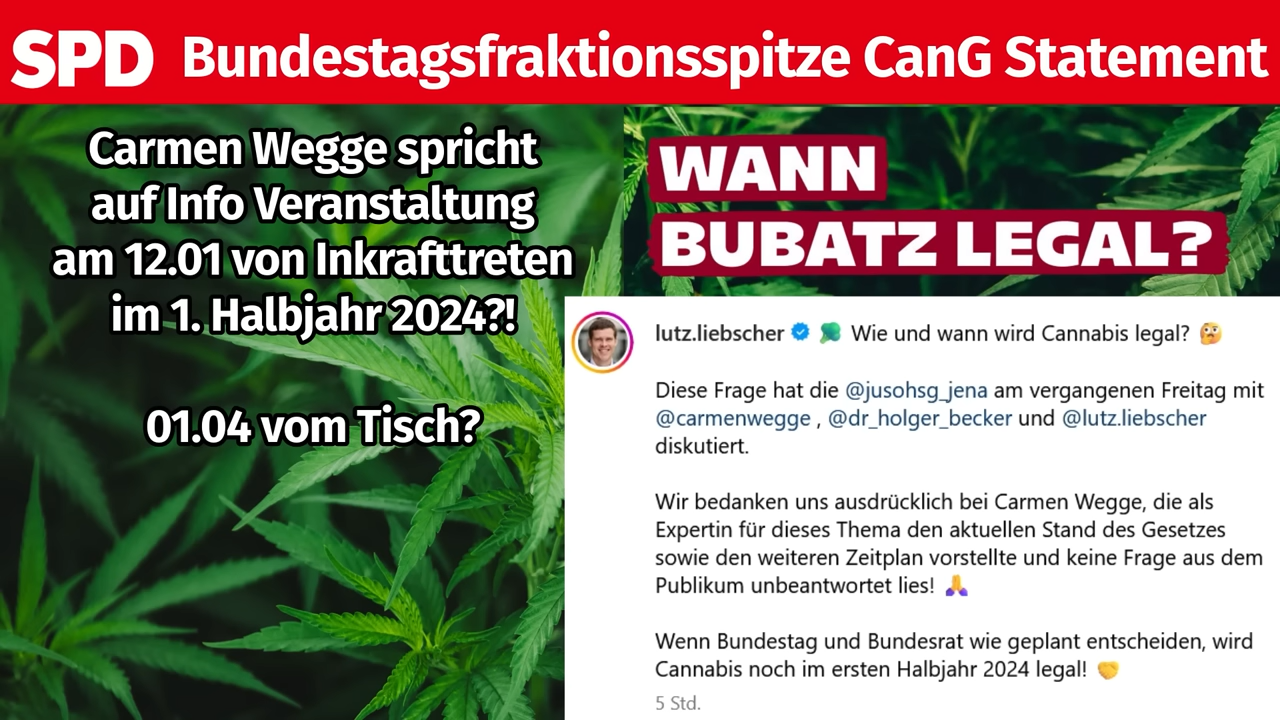 SPD Bundestagsfraktionsspitze CanG Statement
Carmen Wegge spricht
auf Info Veranstaltung
am 12.01 von Inkrafttreten
im 1. Halbjahr 2024?!
01.04 vom Tisch?
WANN
BUBATZ LEGAL?
lutz.liebscher 🥦 Wie und wann wird Cannabis legal? 🤔
Diese Frage hat die @jusohsg_jena am vergangenen Freitag mit
@carmenwegge , @dr_holger_becker und @lutz.liebscher
diskutiert.
Wir bedanken uns ausdrücklich bei Carmen Wegge, die als
Expertin für dieses Thema den aktuellen Stand des Gesetzes
sowie den weiteren Zeitplan vorstellte und keine Frage aus dem
Publikum unbeantwortet lies! 🙏
Wenn Bundestag und Bundesrat wie geplant entscheiden, wird
Cannabis noch im ersten Halbjahr 2024 legal! 🤝
5 Std.